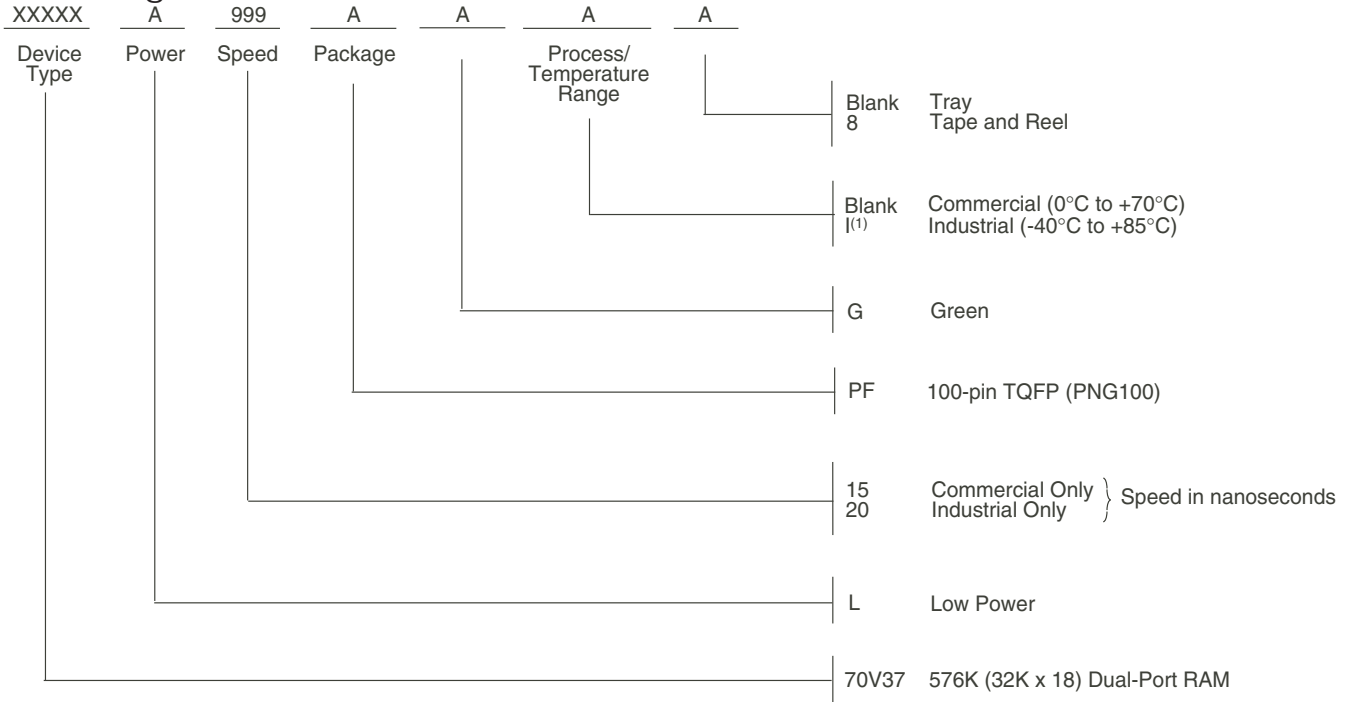 XXXXX A 999 A A A A
Device Type
Power
Speed
Package
Process/
Temperature
Range
Blank Tray
8 Tape and Reel
Blank Commercial (0°C to +70°C)
I(1) Industrial (-40°C to +85°C)
G Green
PF 100-pin TQFP (PNG100)
15 Commercial Only
20 Industrial Only
Speed in nanoseconds
L Low Power
70V37 576K (32K x 18) Dual-Port RAM